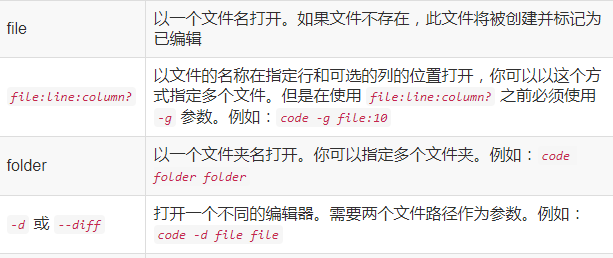 file
以一个文件名打开。如果文件不存在，此文件将被创建并标记为
已编辑
file:line:column?
以文件的名称在指定行和可选的列的位置打开，你可以以这个方
式指定多个文件。但是在使用 file:line:column? 之前必须使用
-g 参数。例如：code -g file:10
folder
以一个文件夹名打开。你可以指定多个文件夹。例如：code
folder folder
-d 或 --diff
打开一个不同的编辑器。需要两个文件路径作为参数。例如：
code -d file file